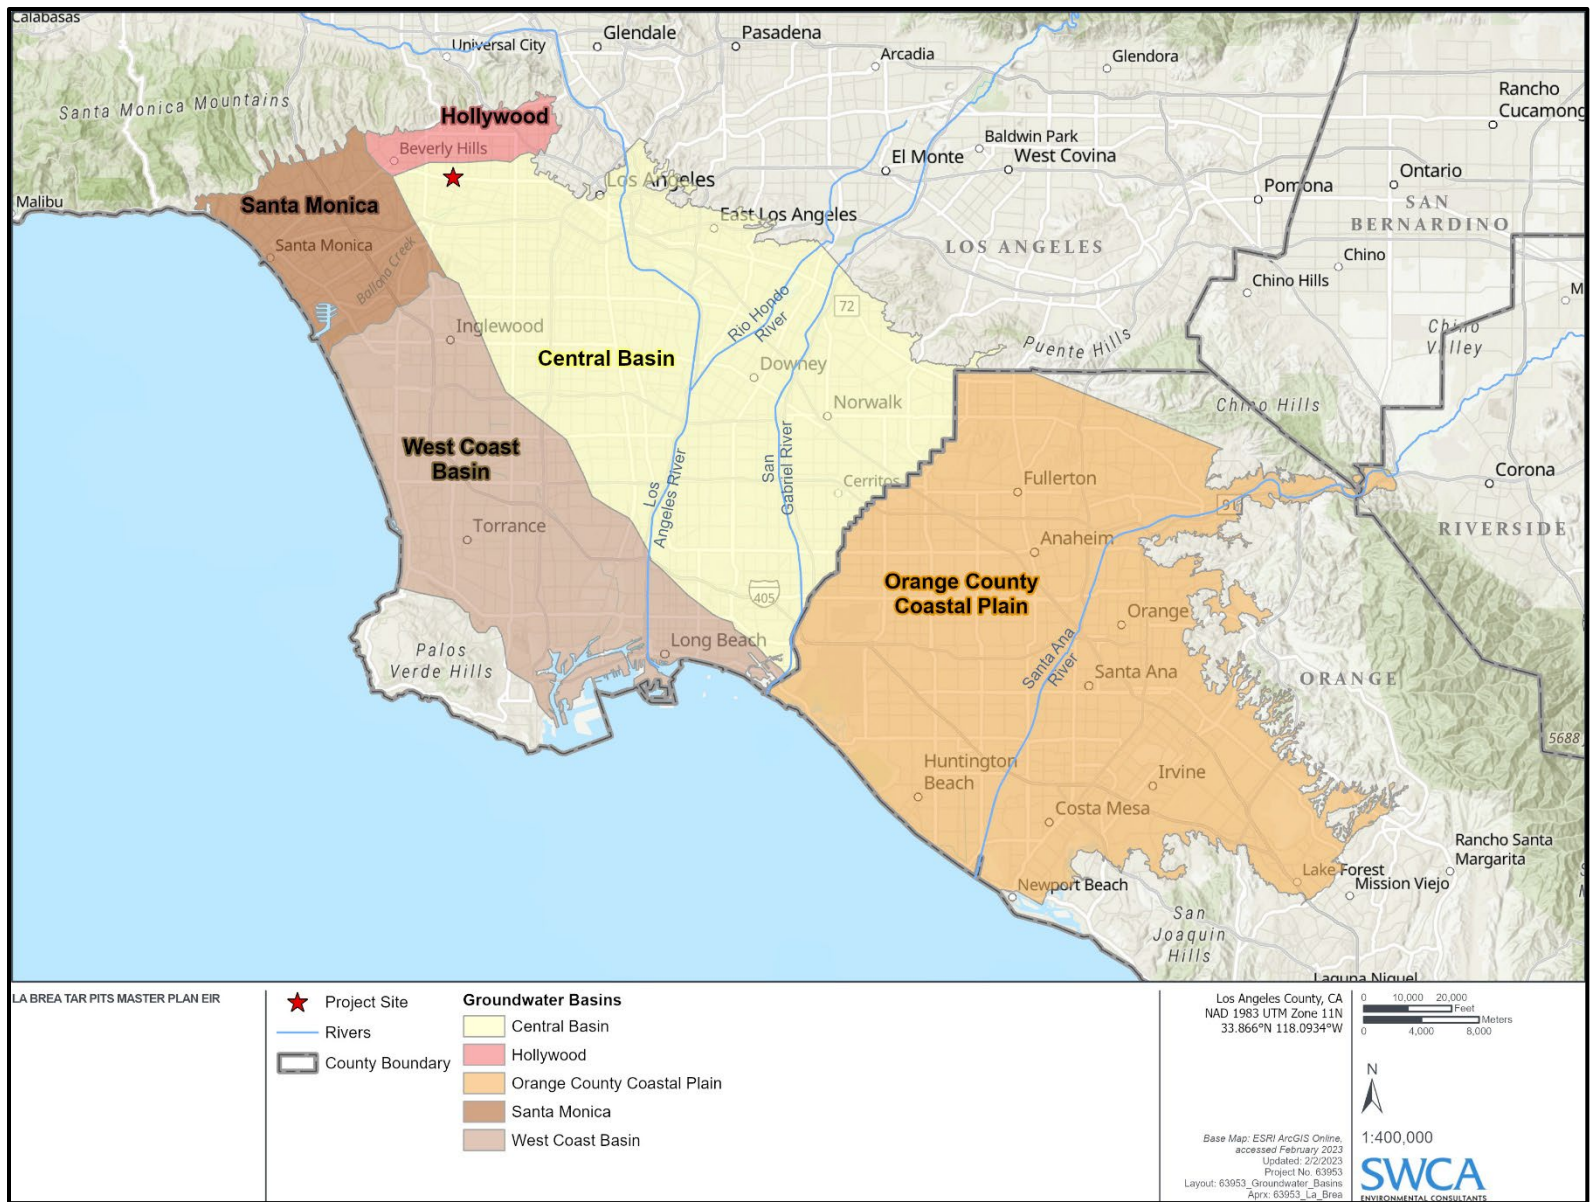 Calabasas
Universal City
Glendale
Pasadena
Arcadia
Glendora
Santa Monica Mountains
Hollywood
Rancho
Cucamong
Beverly Hills
Baldwin Park
El Monte
West Covina
Los Angeles
Ontario
Pomona
SAN
BERNARDINO
Malibu
Santa Monica
East Los Angeles
LOS ANGELES
Santa Monica
Chino
Chino Hills
Ballona Creek
M
72
Rio Hondo
River
Inglewood
Chino
Valley
Puente Hills
Central Basin
Downey
Norwalk
Chino Hills
West Coast
Basin
San
Gabriel River
Los
Angeles River
Cerritos
Fullerton
Corona
91
Torrance
Anaheim
RIVERSIDE
Orange County
Coastal Plain
405
Orange
Long Beach
Palos
Verde Hills
Santa Ana
River
Santa Ana
ORANGE
5688
Huntington
Beach
Irvine
Costa Mesa
Rancho Santa
Margarita
Lake Forest
Mission Viejo
Newport Beach
San
Joaquin
Hills
Laguna Niguel
LA BREA TAR PITS MASTER PLAN EIR
Project Site
Rivers
County Boundary
Groundwater Basins
Central Basin
Hollywood
Orange County Coastal Plain
Santa Monica
West Coast Basin
Los Angeles County, CA
NAD 1983 UTM Zone 11N
33.866°N 118.0934°W
Base Map: ESRI ArcGIS Online,
accessed February 2023
Updated: 2/2/2023
Project No. 63953
Layout: 63953_Groundwater_Basins
Aprx: 63953_La_Brea
0 10,000 20,000
Feet
Meters
0 4,000 8,000
N
1:400,000
SWCA
ENVIRONMENTAL CONSULTANTS